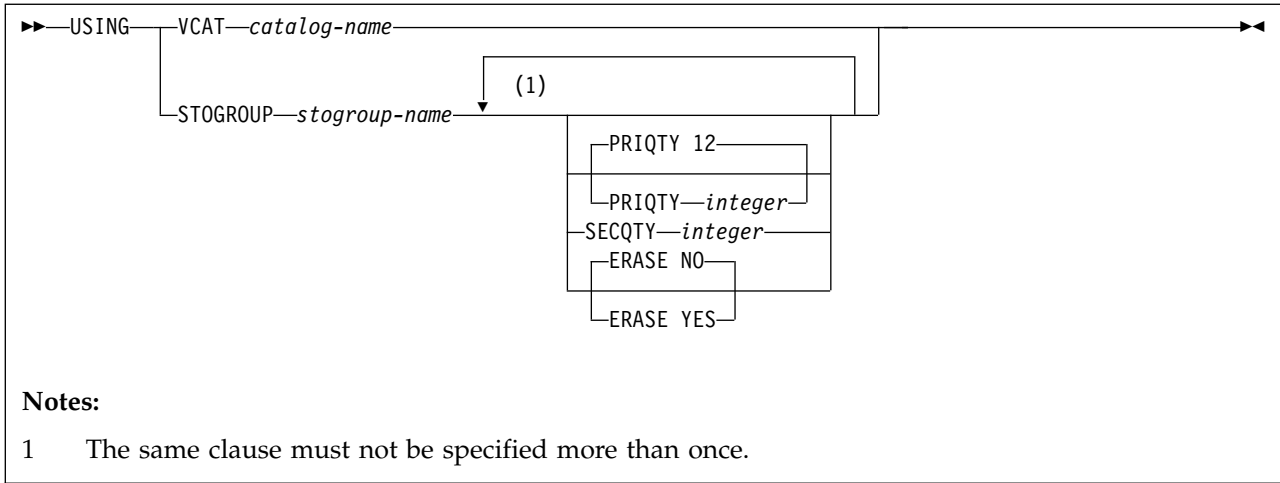 USING VCAT catalog-name
(1)
STOGROUP stogroup-name
PRIQTY 12
PRIQTY integer
SECQTY integer
ERASE NO
ERASE YES
Notes:
1 The same clause must not be specified more than once.